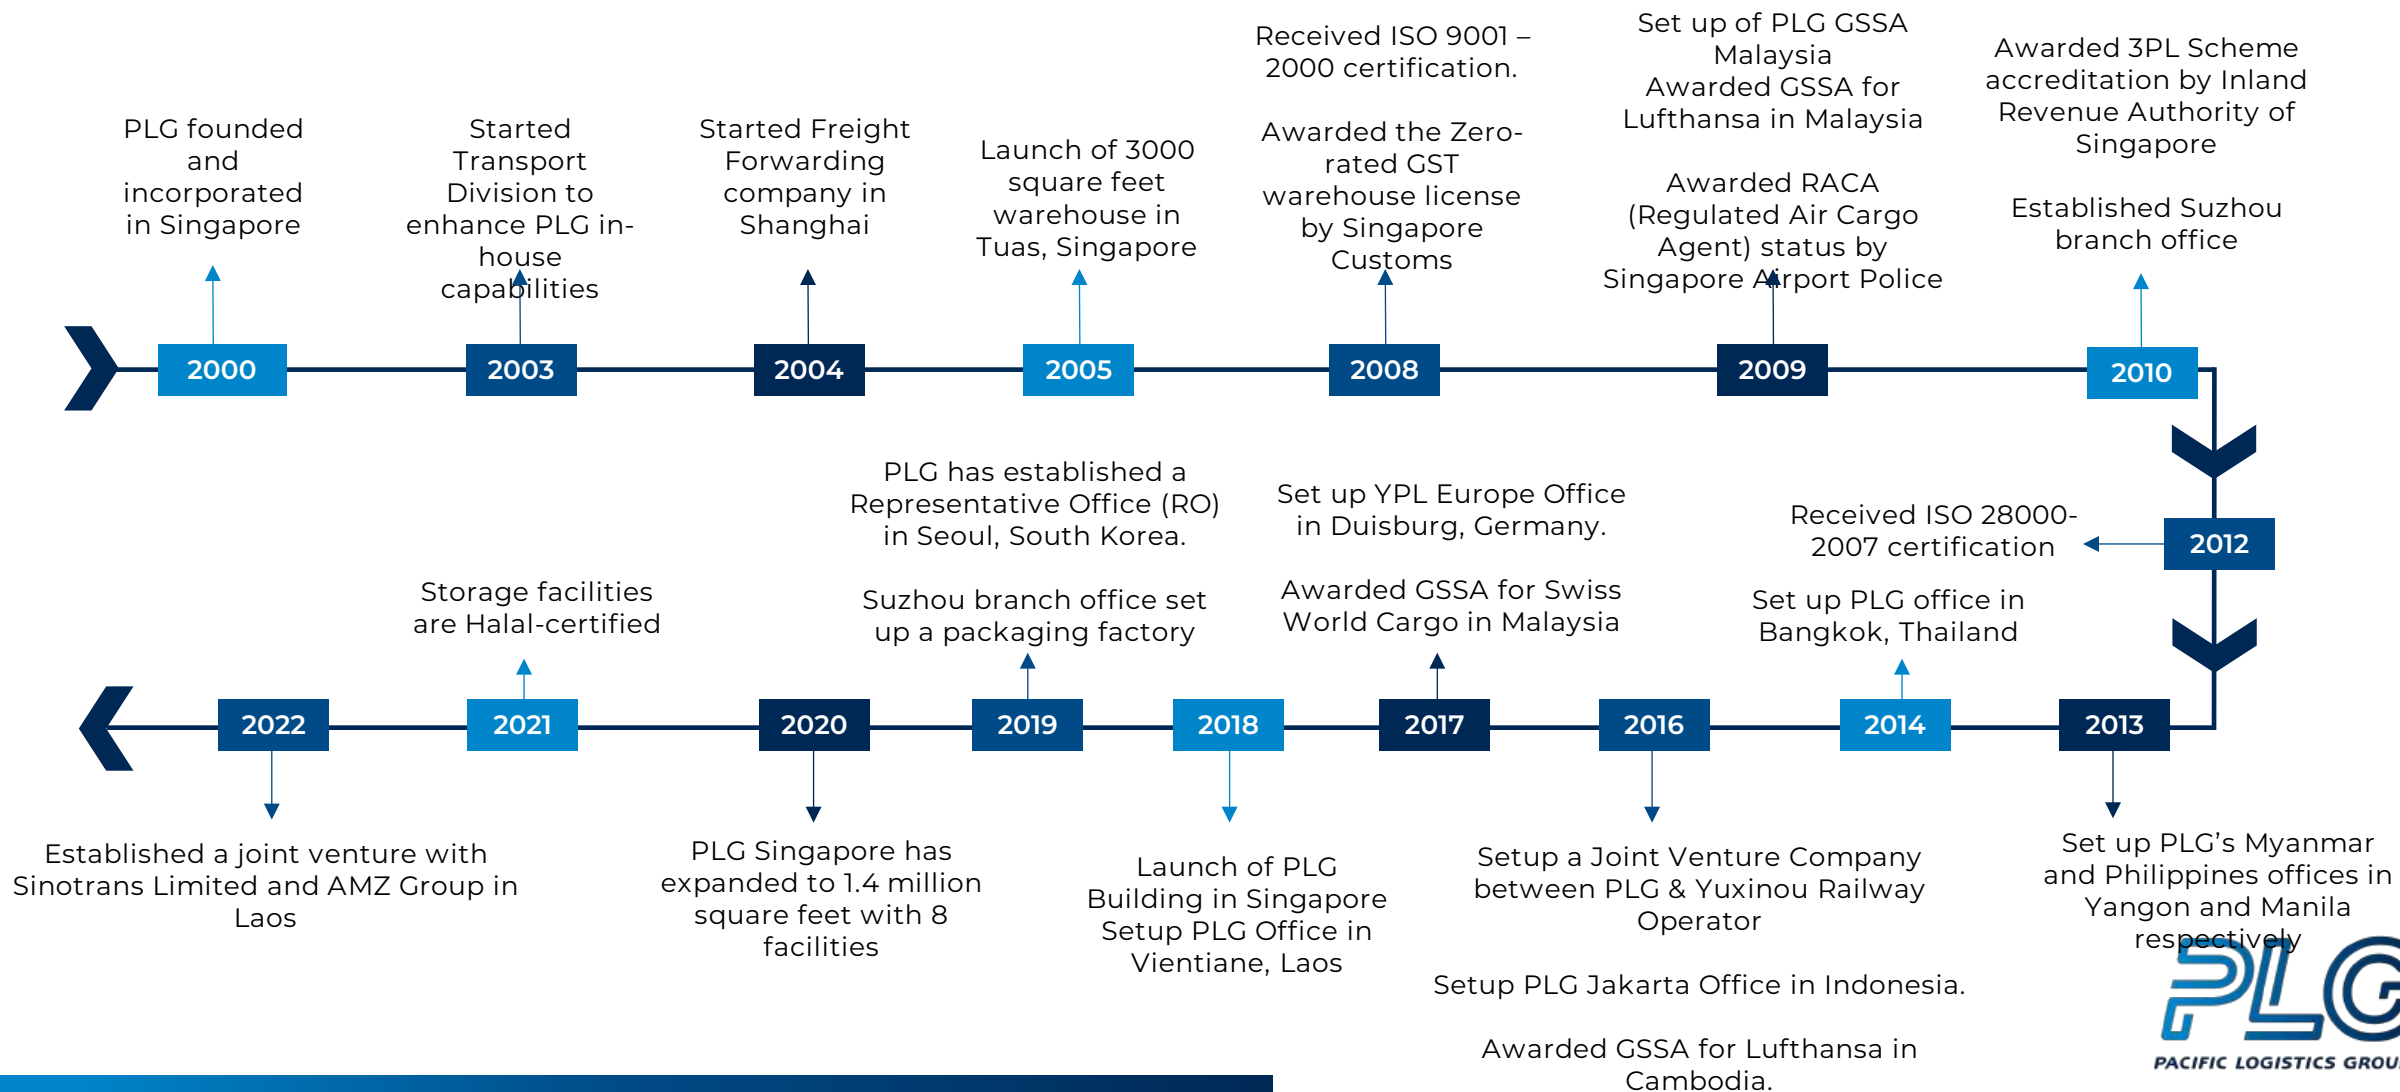 PLG founded
and
incorporated
in Singapore
2000
Started
Transport
Division to
enhance PLG in-
house
capabilities
2003
Started Freight
Forwarding
company in
Shanghai
2004
Launch of 3000
square feet
warehouse in
Tuas, Singapore
2005
Received ISO 9001 –
2000 certification.
Awarded the Zero-
rated GST
warehouse license
by Singapore
Customs
2008
Set up of PLG GSSA
Malaysia
Awarded GSSA for
Lufthansa in Malaysia
Awarded RACA
(Regulated Air Cargo
Agent) status by
Singapore Airport Police
2009
Awarded 3PL Scheme
accreditation by Inland
Revenue Authority of
Singapore
Established Suzhou
branch office
2010
Received ISO 28000-
2007 certification
2012
2013
Set up PLG’s Myanmar
and Philippines offices in
Yangon and Manila
respectively
Set up PLG office in
Bangkok, Thailand
2014
2016
Setup a Joint Venture Company
between PLG & Yuxinou Railway
Operator
Setup PLG Jakarta Office in Indonesia.
Awarded GSSA for Lufthansa in
Cambodia.
Set up YPL Europe Office
in Duisburg, Germany.
Awarded GSSA for Swiss
World Cargo in Malaysia
2017
2018
Launch of PLG
Building in Singapore
Setup PLG Office in
Vientiane, Laos
PLG has established a
Representative Office (RO)
in Seoul, South Korea.
Suzhou branch office set
up a packaging factory
2019
2020
PLG Singapore has
expanded to 1.4 million
square feet with 8
facilities
Storage facilities
are Halal-certified
2021
2022
Established a joint venture with
Sinotrans Limited and AMZ Group in
Laos
PLG
PACIFIC LOGISTICS GROU